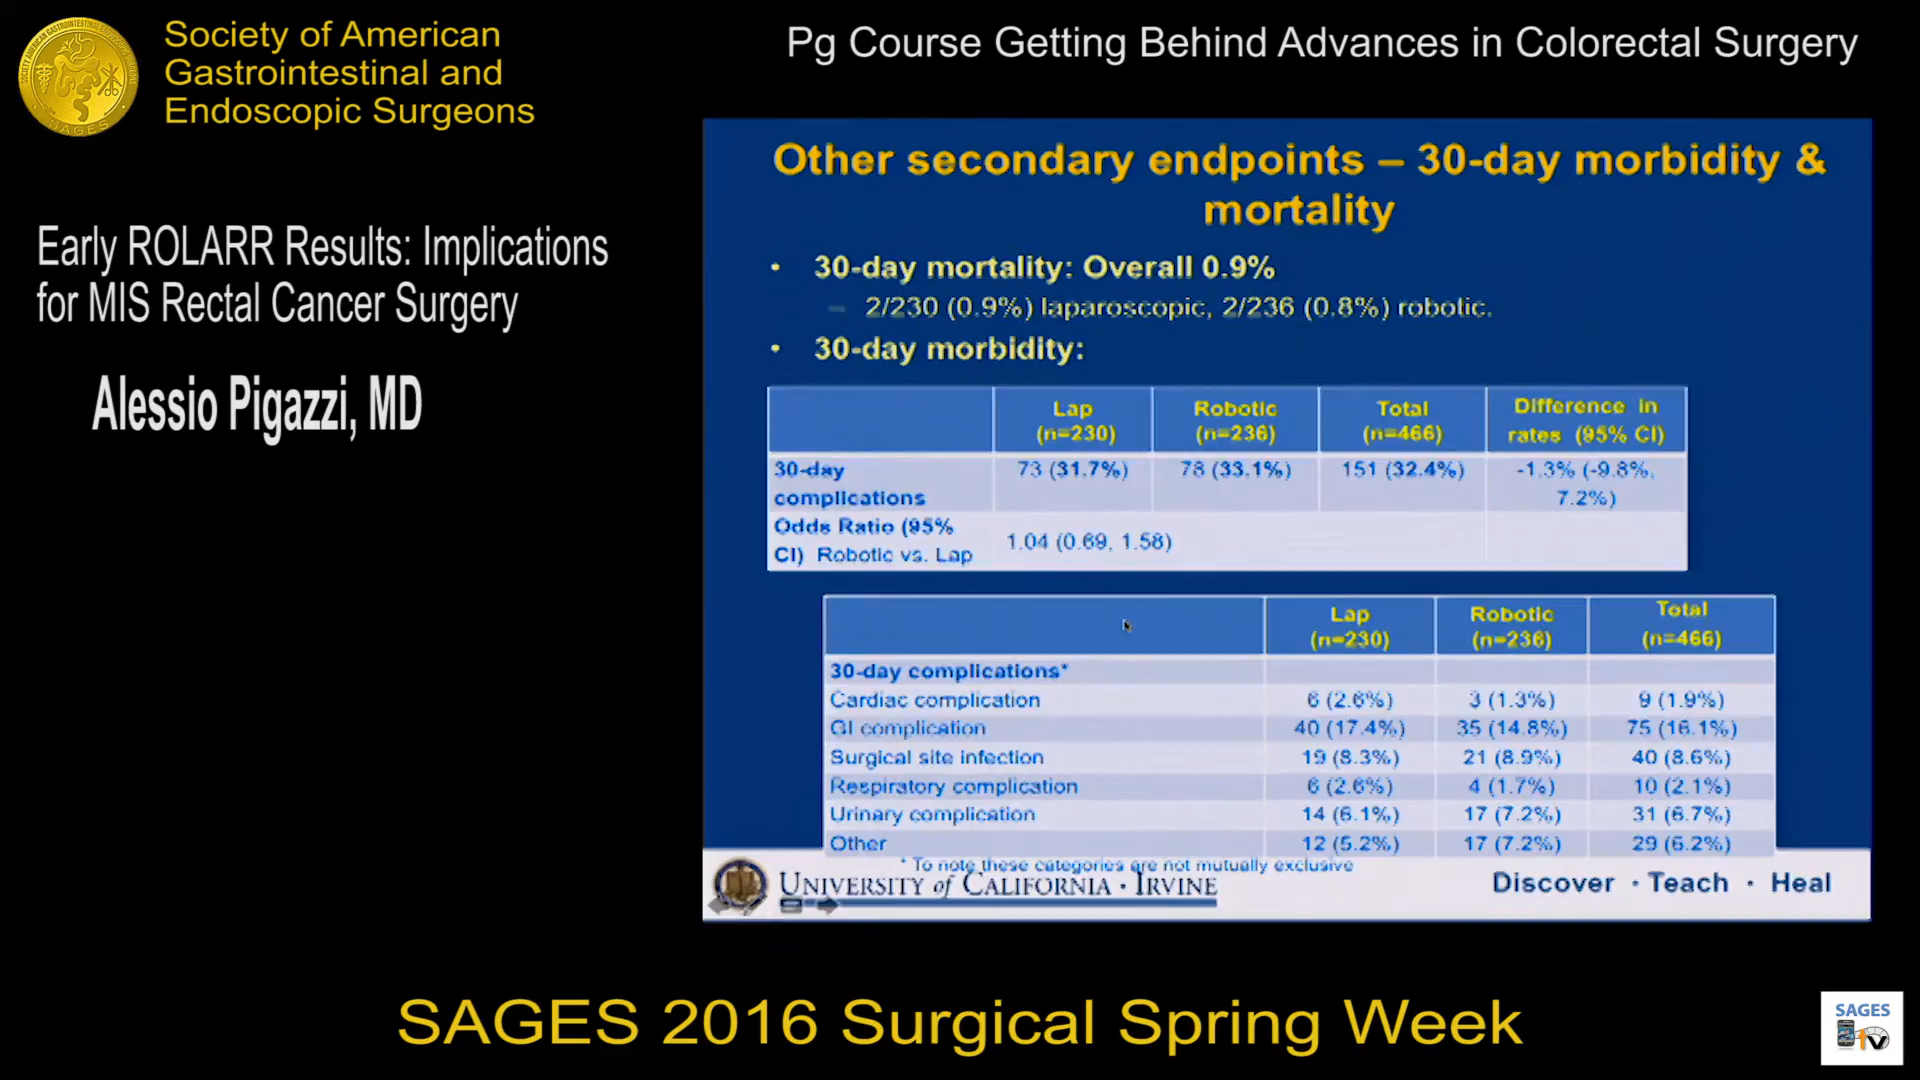 Society of American
Gastrointestinal and
Endoscopic Surgeons
SAGES
Pg Course Getting Behind Advances in Colorectal Surgery
Early ROLARR Results: Implications
for MIS Rectal Cancer Surgery
Alessio Pigazzi, MD
Other secondary endpoints – 30-day morbidity &
mortality
• 30-day mortality: Overall 0.9%
– 2/230 (0.9%) laparoscopic, 2/236 (0.8%) robotic.
• 30-day morbidity:
Lap (n=230) Robotic (n=236) Total (n=466) Difference in rates (95% CI)
30-day complications 73 (31.7%) 78 (33.1%) 151 (32.4%) -1.3% (-9.8%, 7.2%)
Odds Ratio (95% CI) Robotic vs. Lap 1.04 (0.69, 1.58)
Lap (n=230) Robotic (n=236) Total (n=466)
30-day complications*
Cardiac complication 6 (2.6%) 3 (1.3%) 9 (1.9%)
GI complication 40 (17.4%) 35 (14.8%) 75 (16.1%)
Surgical site infection 19 (8.3%) 21 (8.9%) 40 (8.6%)
Respiratory complication 6 (2.6%) 4 (1.7%) 10 (2.1%)
Urinary complication 14 (6.1%) 17 (7.2%) 31 (6.7%)
Other 12 (5.2%) 17 (7.2%) 29 (6.2%)
* To note these categories are not mutually exclusive
UNIVERSITY of CALIFORNIA · IRVINE
Discover · Teach · Heal
SAGES 2016 Surgical Spring Week
SAGES
TV